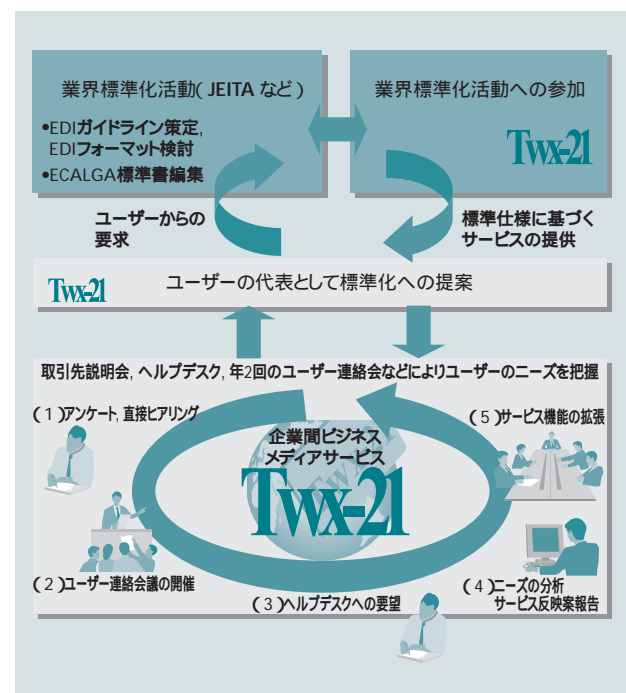 業界標準化活動( JEITA など )
•EDIガイドライン策定,
EDIフォーマット検討
•ECALGA標準書編集
業界標準化活動への参加
Twx-21
ユーザーからの
要求
標準仕様に基づく
サービスの提供
Twx-21
ユーザーの代表として標準化への提案
取引先説明会, ヘルプデスク, 年2回のユーザー連絡会などによりユーザーのニーズを把握
( 1 )アンケート, 直接ヒアリング
( 5 )サービス機能の拡張
企業間ビジネス
メディアサービス
Twx-21
( 2 )ユーザー連絡会議の開催
( 3 )ヘルプデスクへの要望
( 4 )ニーズの分析
サービス反映案報告